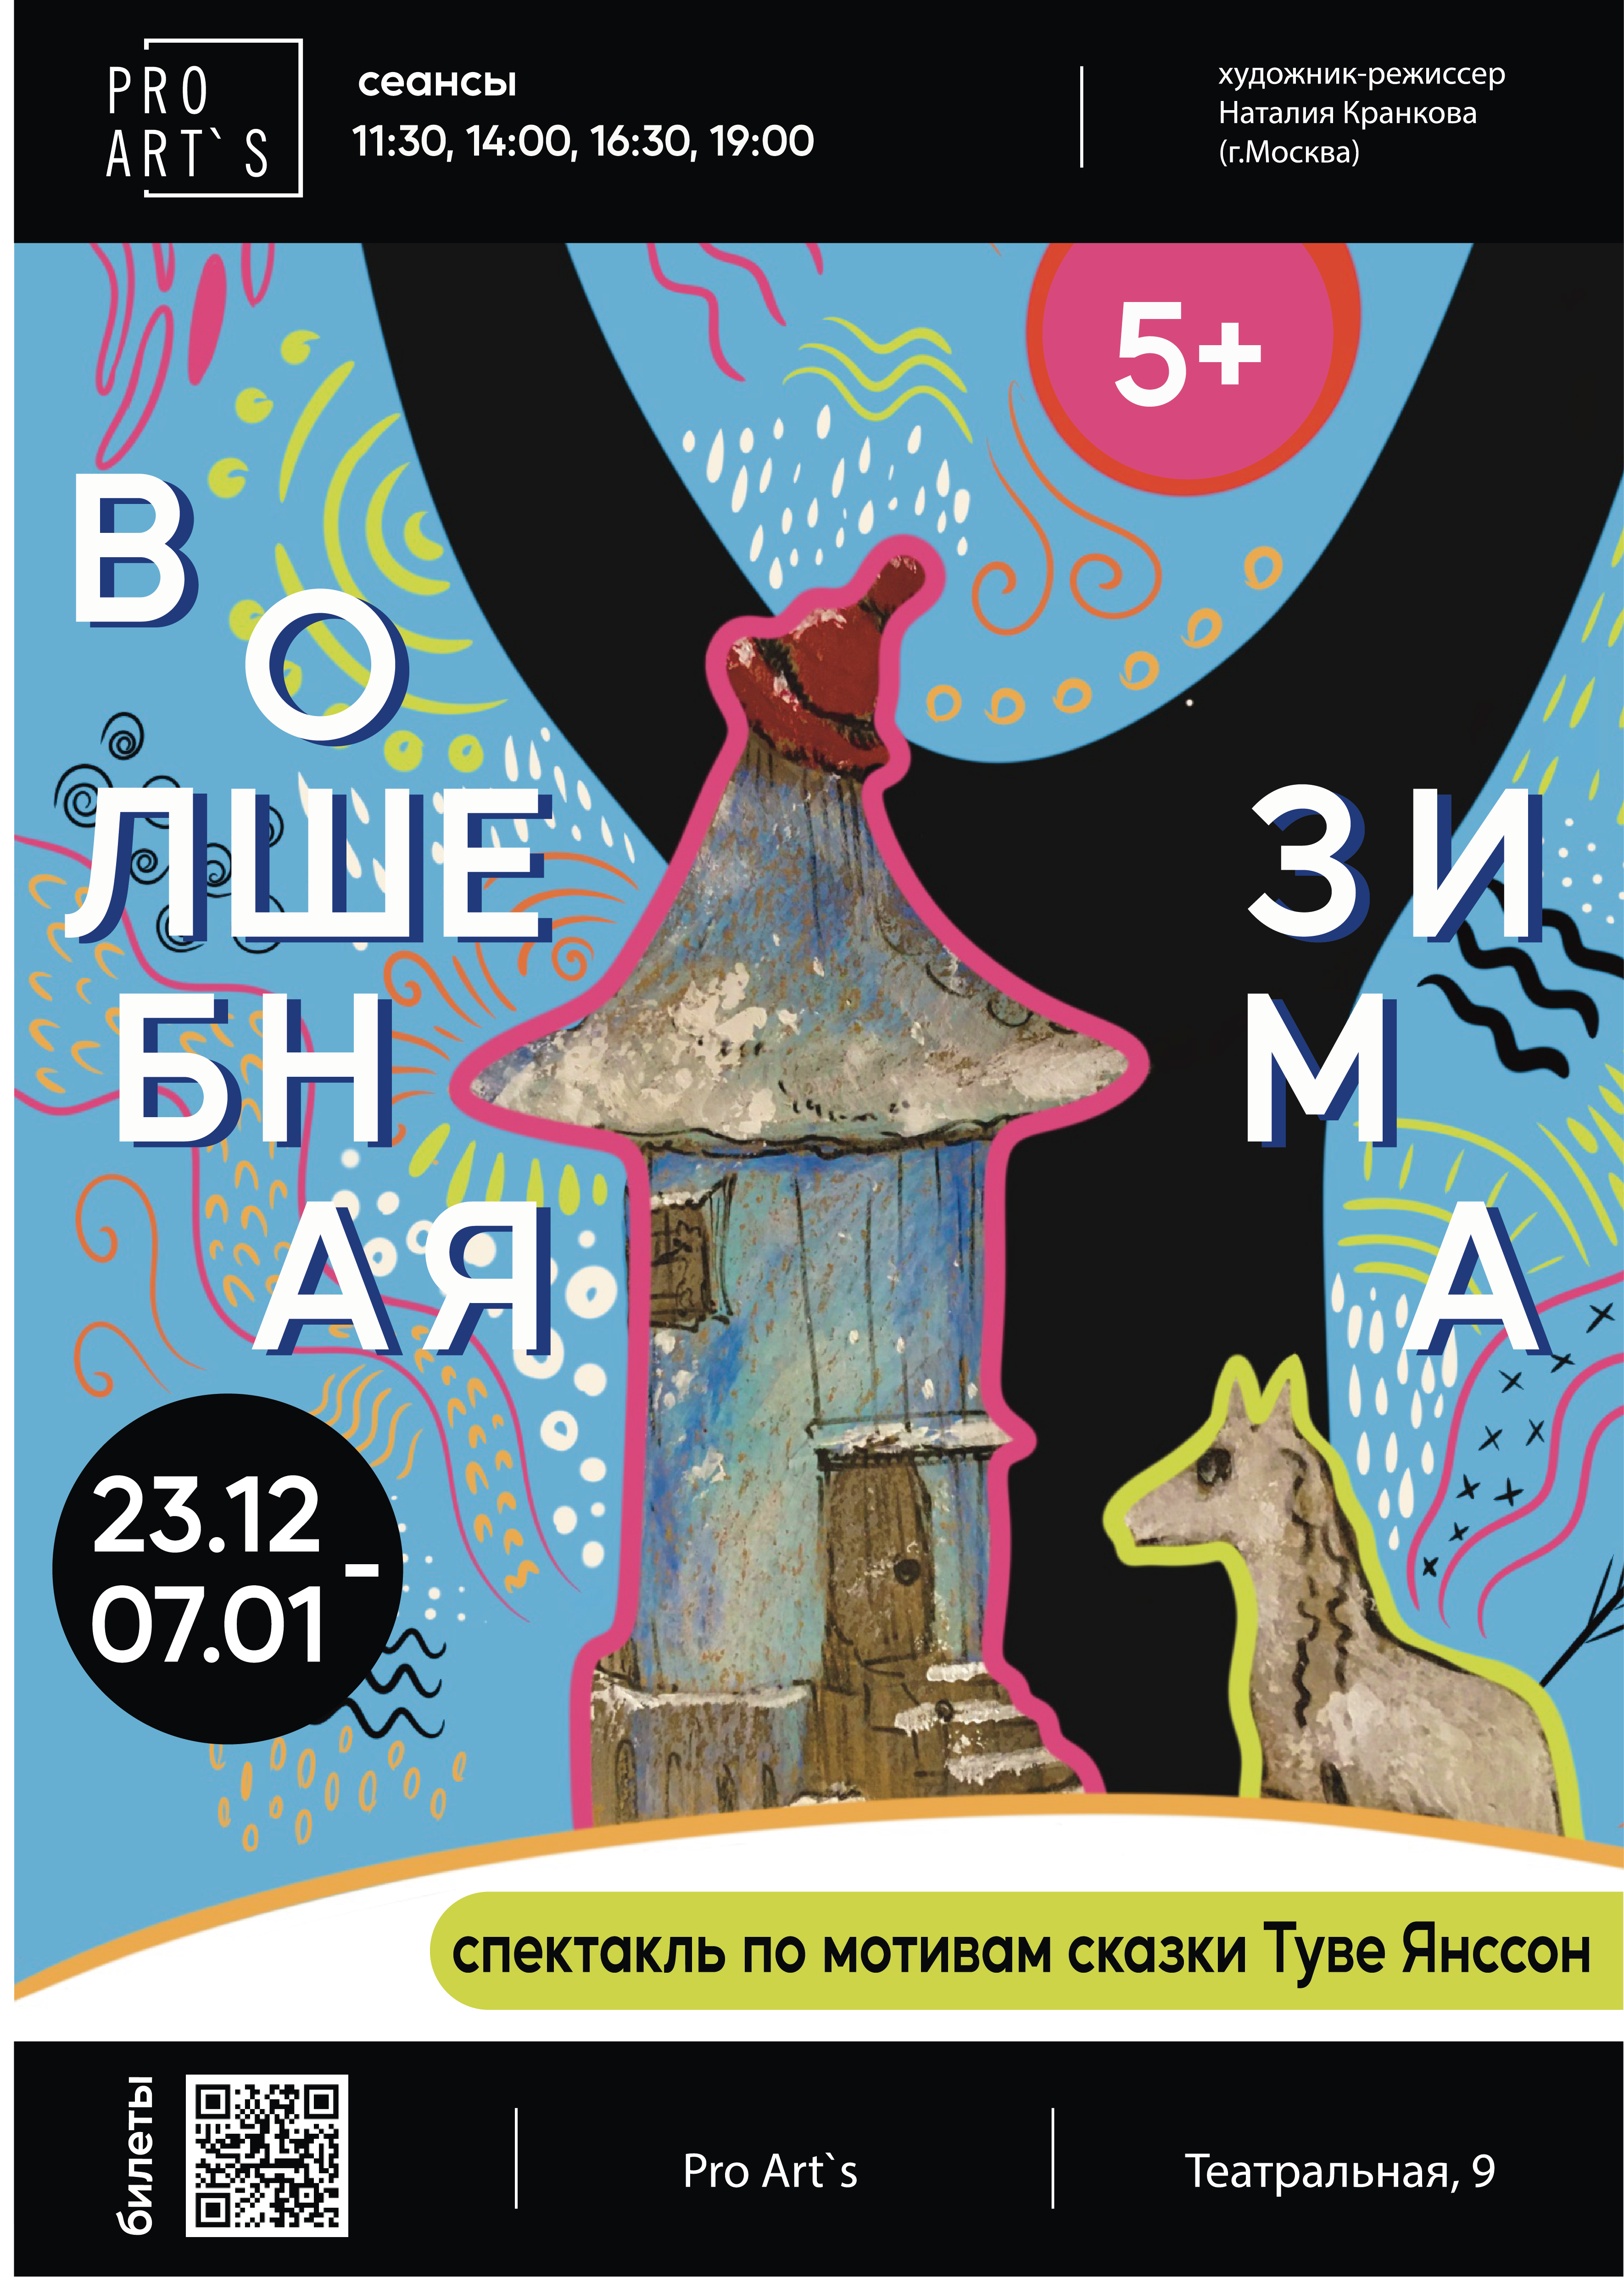 PRO
ART`S
сеансы
11:30, 14:00, 16:30, 19:00
художник-режиссер
Наталия Кранкова
(г.Москва)
5+
В
О
ЛШЕ
БН
АЯ
ЗИ
М
А
23.12 -
07.01
спектакль по мотивам сказки Туве Янссон
билеты
Pro Art`s
Театральная, 9